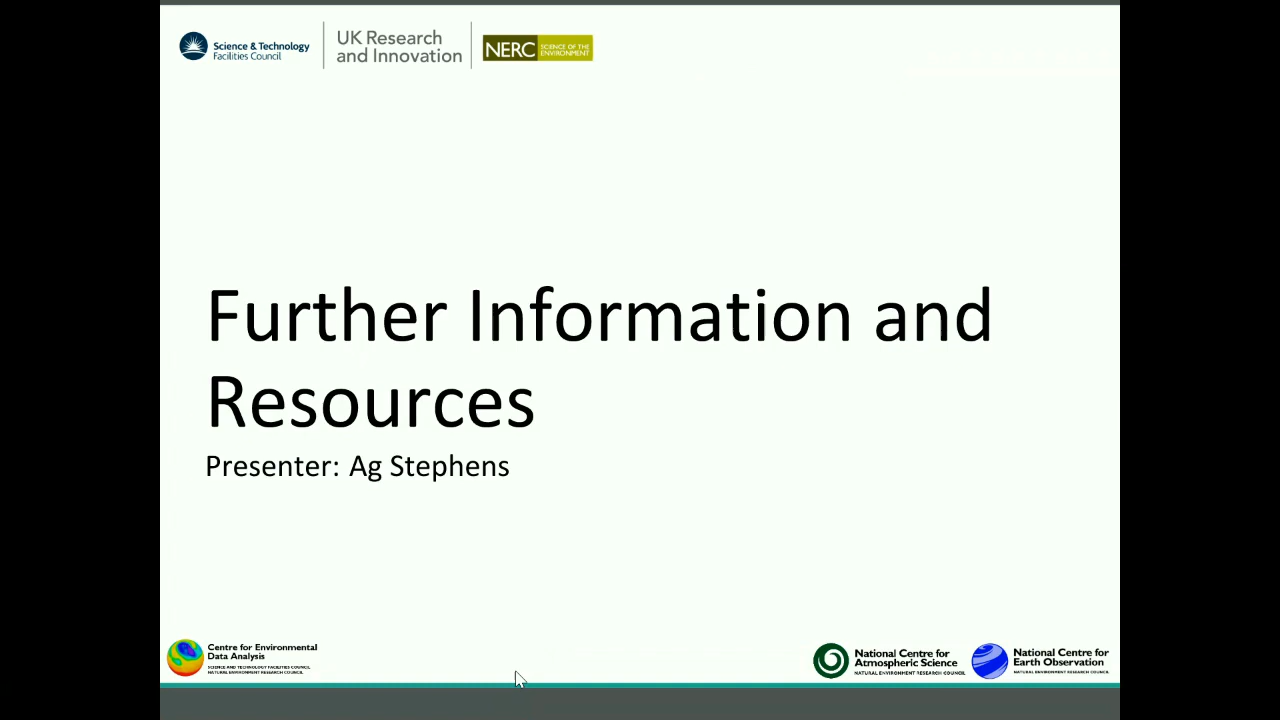 Science & Technology
Facilities Council
UK Research
and Innovation
NERC
SCIENCE OF THE
ENVIRONMENT
Further Information and
Resources
Presenter: Ag Stephens
Centre for Environmental
Data Analysis
SCIENCE AND TECHNOLOGY FACILITIES COUNCIL
NATURAL ENVIRONMENT RESEARCH COUNCIL
National Centre for
Atmospheric Science
NATURAL ENVIRONMENT RESEARCH COUNCIL
National Centre for
Earth Observation
NATURAL ENVIRONMENT RESEARCH COUNCIL